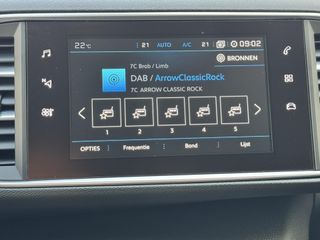 22°C 21 AUTO A/C 21 09:02
BRONNEN
7C Brab / Limb
DAB / ArrowClassicRock
7C ARROW CLASSIC ROCK
1 2 3 4 5
OPTIES Frequentie Band Lijst